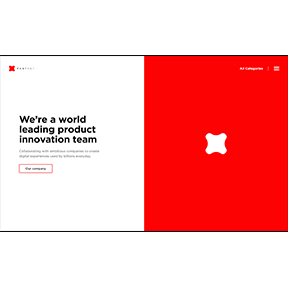 All Categories
We're a world
leading product
innovation team
Collaborating with ambitious companies to create
digital experiences used by billions everyday.
Our company